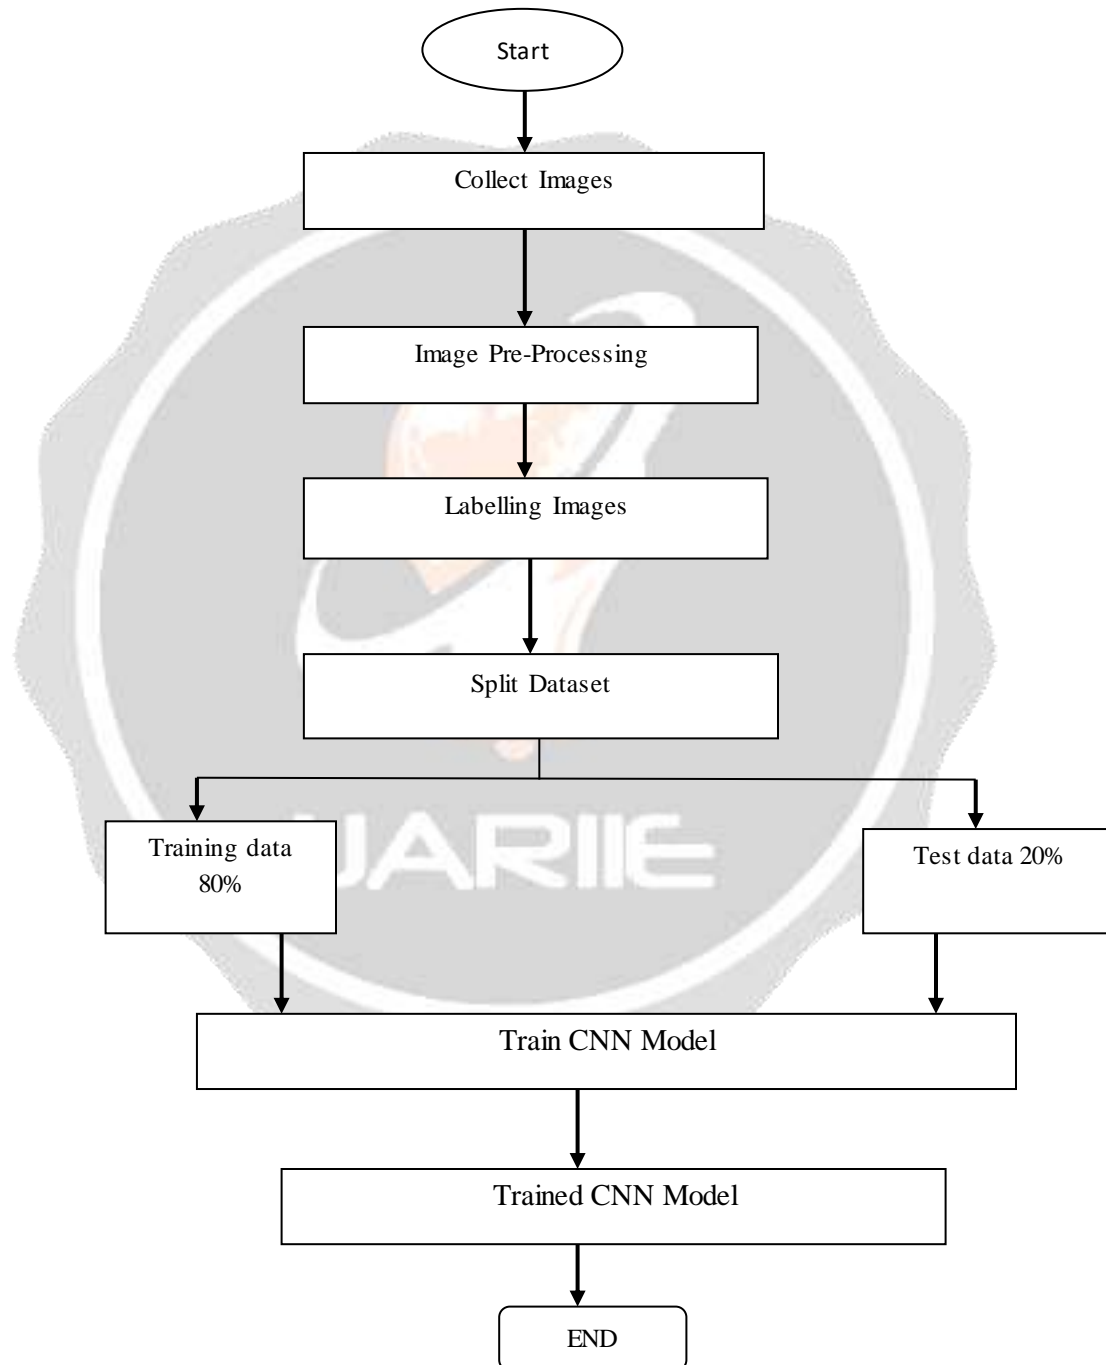 Start
Collect Images
Image Pre-Processing
Labelling Images
Split Dataset
Training data
80%
Test data 20%
IJARIIE
Train CNN Model
Trained CNN Model
END